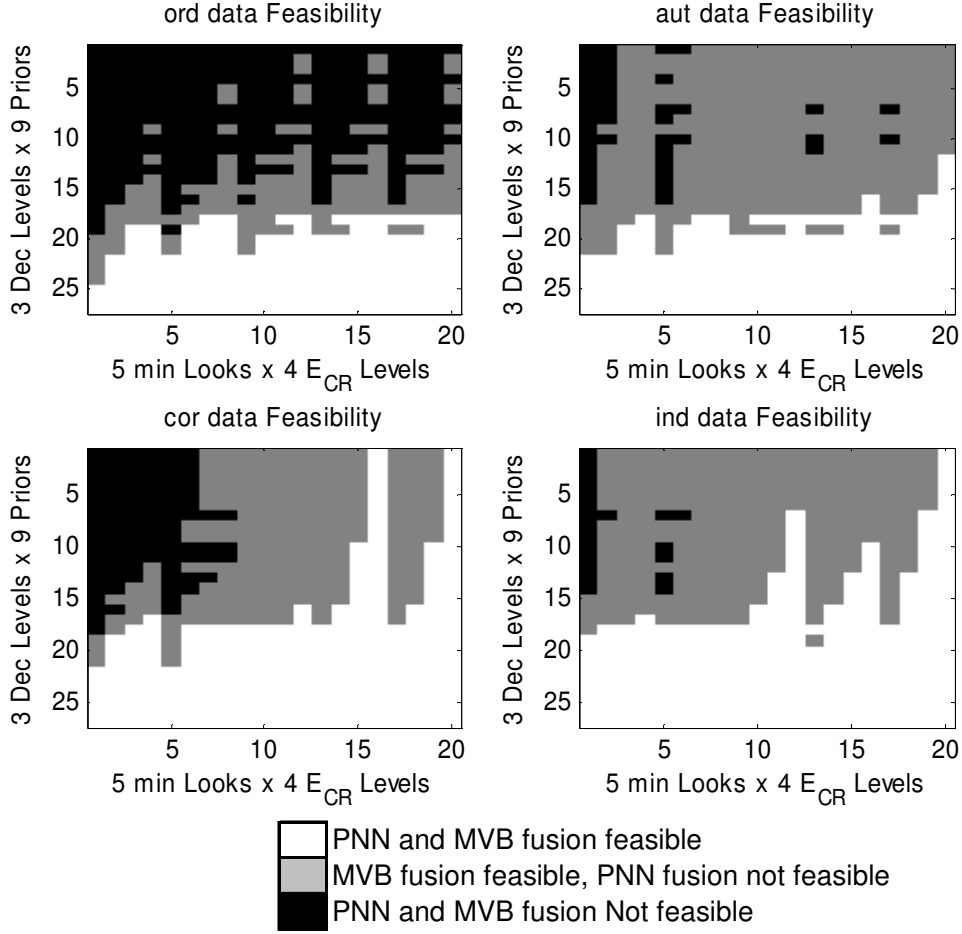 ord data Feasibility
aut data Feasibility
3 Dec Levels x 9 Priors
5
10
15
20
25
5 10 15 20
5 min Looks x 4 E_CR Levels
3 Dec Levels x 9 Priors
5
10
15
20
25
5 10 15 20
5 min Looks x 4 E_CR Levels
cor data Feasibility
ind data Feasibility
3 Dec Levels x 9 Priors
5
10
15
20
25
5 10 15 20
5 min Looks x 4 E_CR Levels
3 Dec Levels x 9 Priors
5
10
15
20
25
5 10 15 20
5 min Looks x 4 E_CR Levels
PNN and MVB fusion feasible
MVB fusion feasible, PNN fusion not feasible
PNN and MVB fusion Not feasible